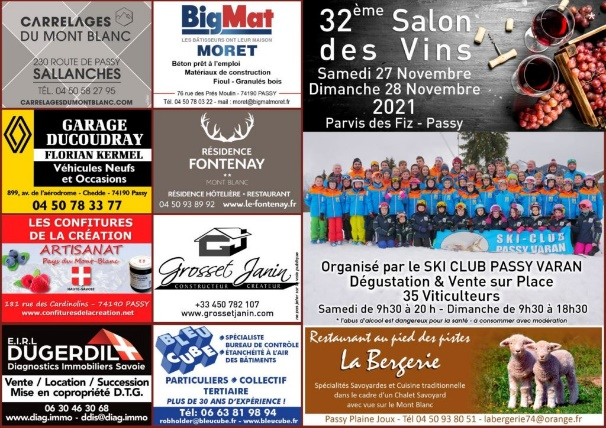 CARRELAGES
DU MONT BLANC
230 ROUTE DE PASSY
SALLANCHES
TÉL. 04 50 58 27 95
CARRELAGESDUMONTBLANC.COM
BigMat
LES BÂTISSEURS ONT LEUR MAISON
MORET
Béton prêt à l'emploi
Matériaux de construction
Fioul - Granulés bois
76 rue des Prés Moulin - 74190 PASSY
Tél. 04 50 78 03 22 - mail : moret@bigmatmoret.fr
GARAGE
DUCOUDRAY
FLORIAN KERMEL
Véhicules Neufs
et Occasions
899, av. de l'aérodrome - Chedde - 74190 Passy
04 50 78 33 77
RÉSIDENCE
FONTENAY
**
MONT BLANC
RÉSIDENCE HÔTELIÈRE • RESTAURANT
04 50 93 89 92 www.le-fontenay.fr
LES CONFITURES
DE LA CRÉATION
ARTISANAT
Pays du Mont-Blanc
HAUTE-SAVOIE
181 rue des Cardinolins - 74190 PASSY
www.confituresdelacreation.net
Grosset Janin
CONSTRUCTEUR CREATEUR
+33 450 782 107
www.grossetjanin.com
E.I.R.L
DUGERDIL
Diagnostics Immobiliers Savoie
Vente / Location / Succession
Mise en copropriété D.T.G.
06 30 46 30 68
www.diag.immo - ddis@diag.immo
BLEU
CUBE
SPÉCIALISTE
BUREAU DE CONTRÔLE
ÉTANCHÉITÉ À L'AIR
DES BÂTIMENTS
PARTICULIERS • COLLECTIF
TERTIAIRE
PLUS DE 30 ANS D'EXPÉRIENCE !
Tél: 06 63 81 98 94
robholder@bleucube.fr - www.bleucube.fr
ne pas jeter sur la voie publique
32ème Salon
des Vins
*
Samedi 27 Novembre
Dimanche 28 Novembre
2021
Parvis des Fiz - Passy
SKI-CLUB
PASSY VARAN
Organisé par le SKI CLUB PASSY VARAN
Dégustation & Vente sur Place
35 Viticulteurs
Samedi de 9h30 à 20 h - Dimanche de 9h30 à 18h30
*l'abus d'alcool est dangereux pour la santé - a consommer avec modération
Restaurant au pied des pistes
La Bergerie
Spécialités Savoyardes et Cuisine traditionnelle
dans le cadre d'un Chalet Savoyard
avec vue sur le Mont Blanc
Passy Plaine Joux - Tél 04 50 93 80 51 - labergerie74@orange.fr